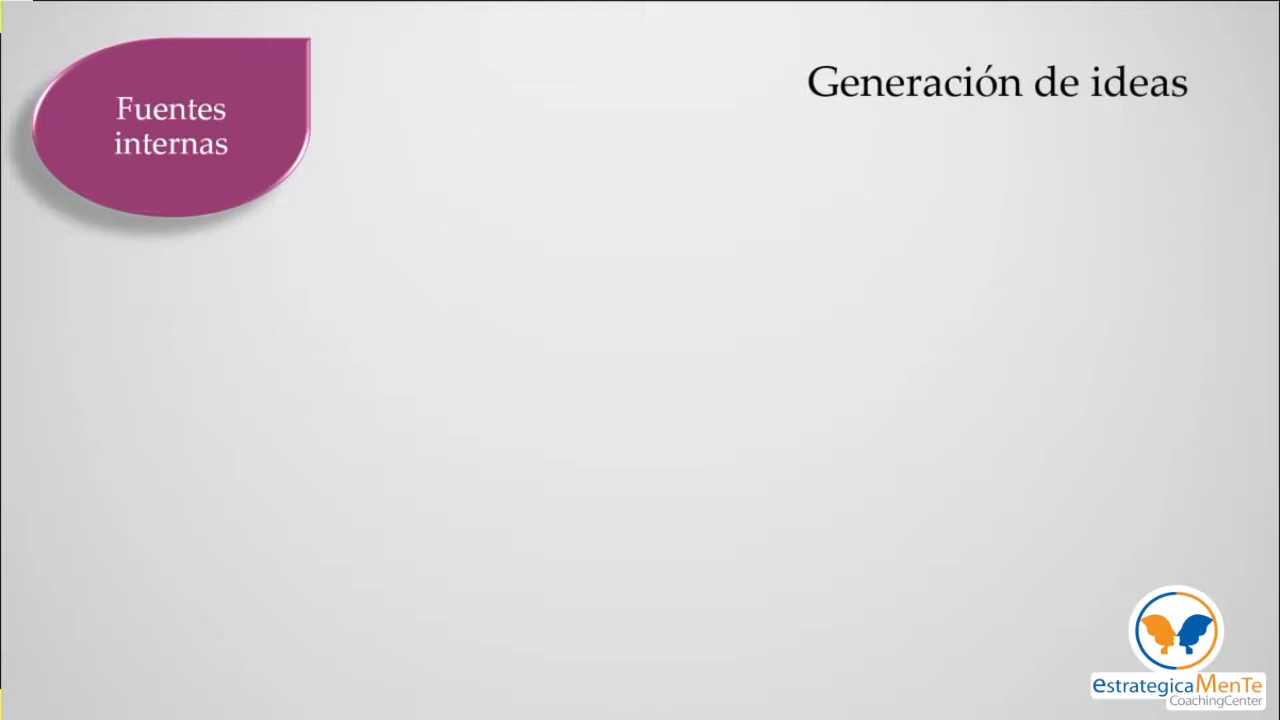 Generación de ideas
Fuentes
internas
estrategicaMenTe
CoachingCenter